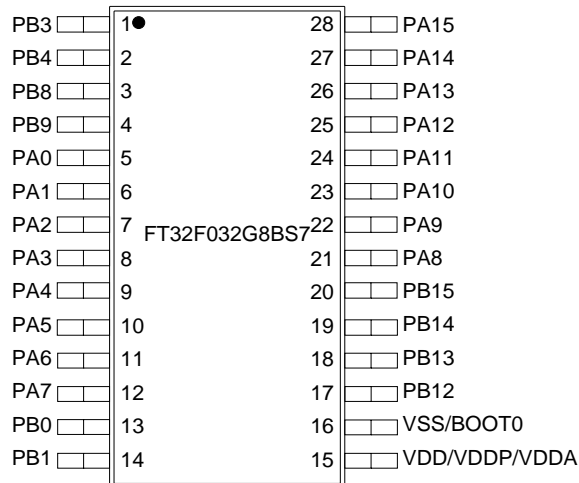 PB3 1 28 PA15
PB4 2 27 PA14
PB8 3 26 PA13
PB9 4 25 PA12
PA0 5 24 PA11
PA1 6 23 PA10
PA2 7 FT32F032G8BS7 22 PA9
PA3 8 21 PA8
PA4 9 20 PB15
PA5 10 19 PB14
PA6 11 18 PB13
PA7 12 17 PB12
PB0 13 16 VSS/BOOT0
PB1 14 15 VDD/VDDP/VDDA